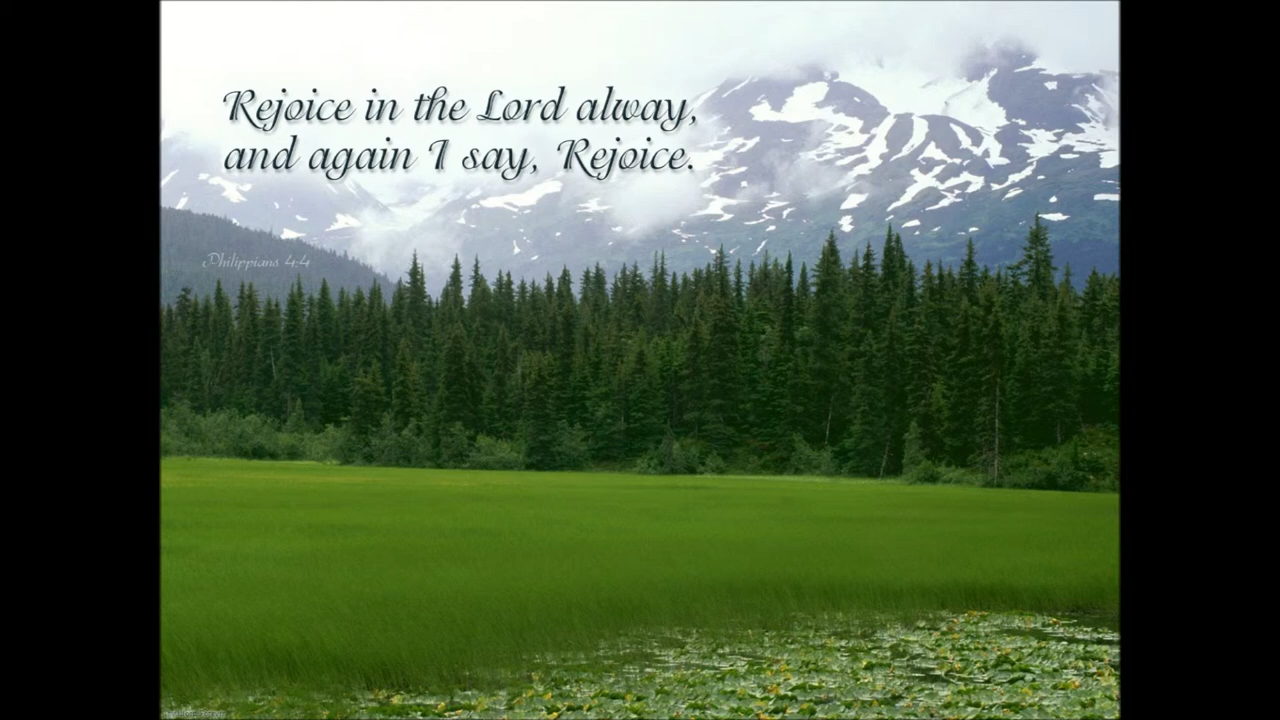 Rejoice in the Lord alway,
and again I say, Rejoice.
Philippians 4:4